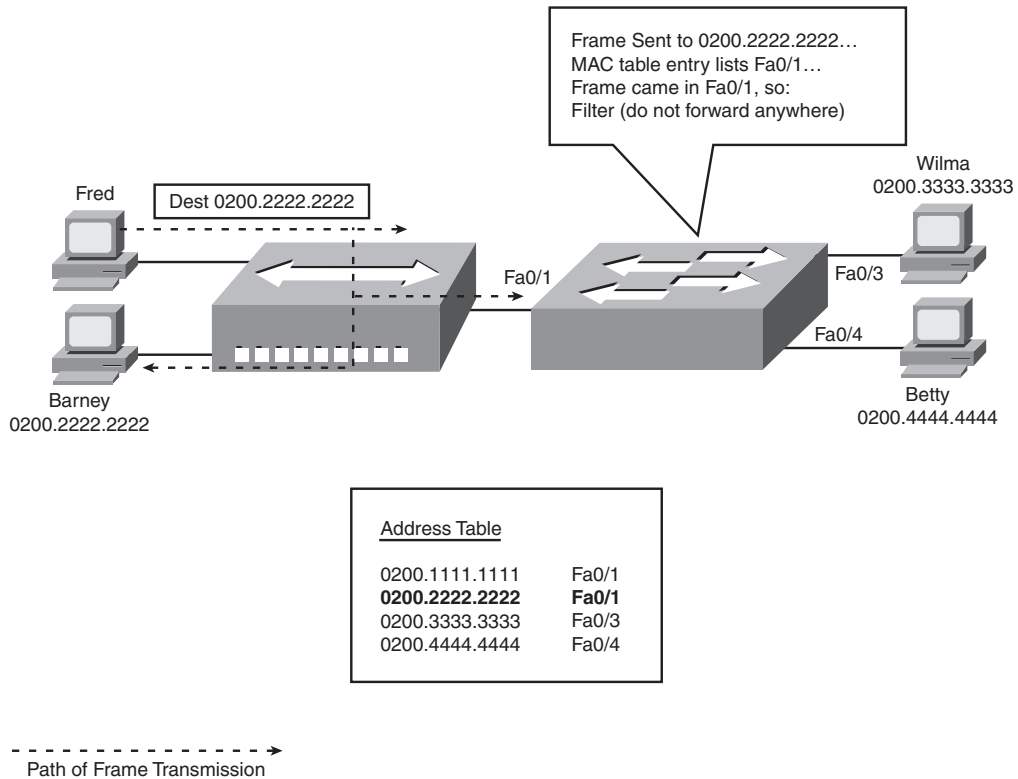 Frame Sent to 0200.2222.2222…
MAC table entry lists Fa0/1…
Frame came in Fa0/1, so:
Filter (do not forward anywhere)
Fred
Dest 0200.2222.2222
Wilma
0200.3333.3333
Fa0/1
Fa0/3
Fa0/4
Barney
0200.2222.2222
Betty
0200.4444.4444
Address Table
0200.1111.1111 Fa0/1
0200.2222.2222 Fa0/1
0200.3333.3333 Fa0/3
0200.4444.4444 Fa0/4
Path of Frame Transmission